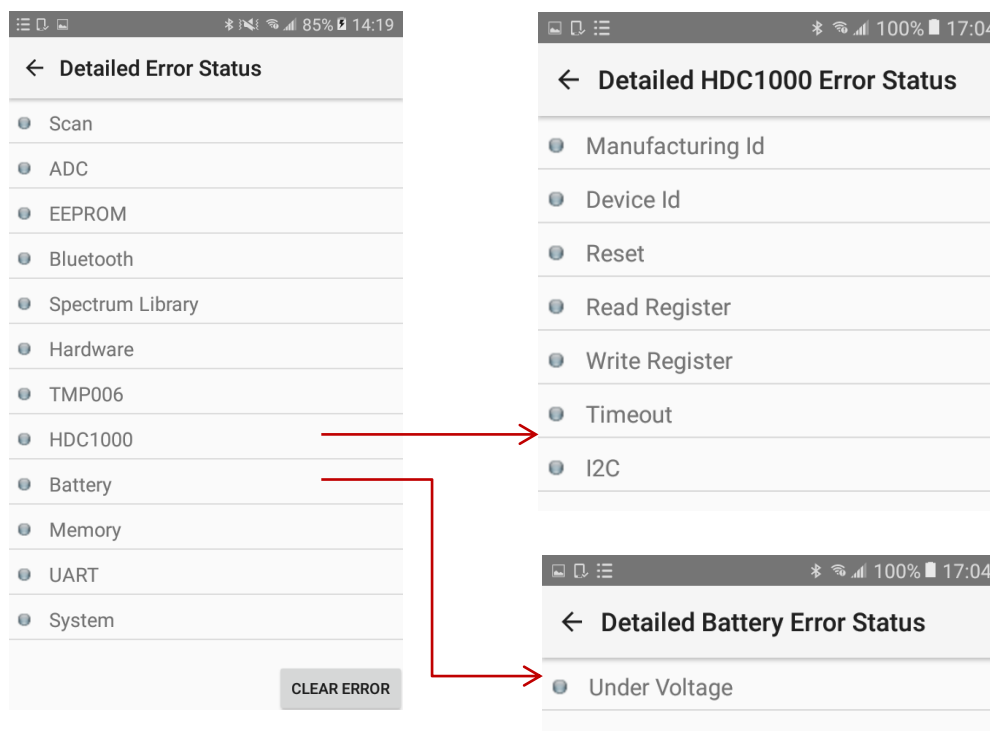 85% 14:19
Detailed Error Status
Scan
ADC
EEPROM
Bluetooth
Spectrum Library
Hardware
TMP006
HDC1000
Battery
Memory
UART
System
CLEAR ERROR
100% 17:04
Detailed HDC1000 Error Status
Manufacturing Id
Device Id
Reset
Read Register
Write Register
Timeout
I2C
100% 17:04
Detailed Battery Error Status
Under Voltage